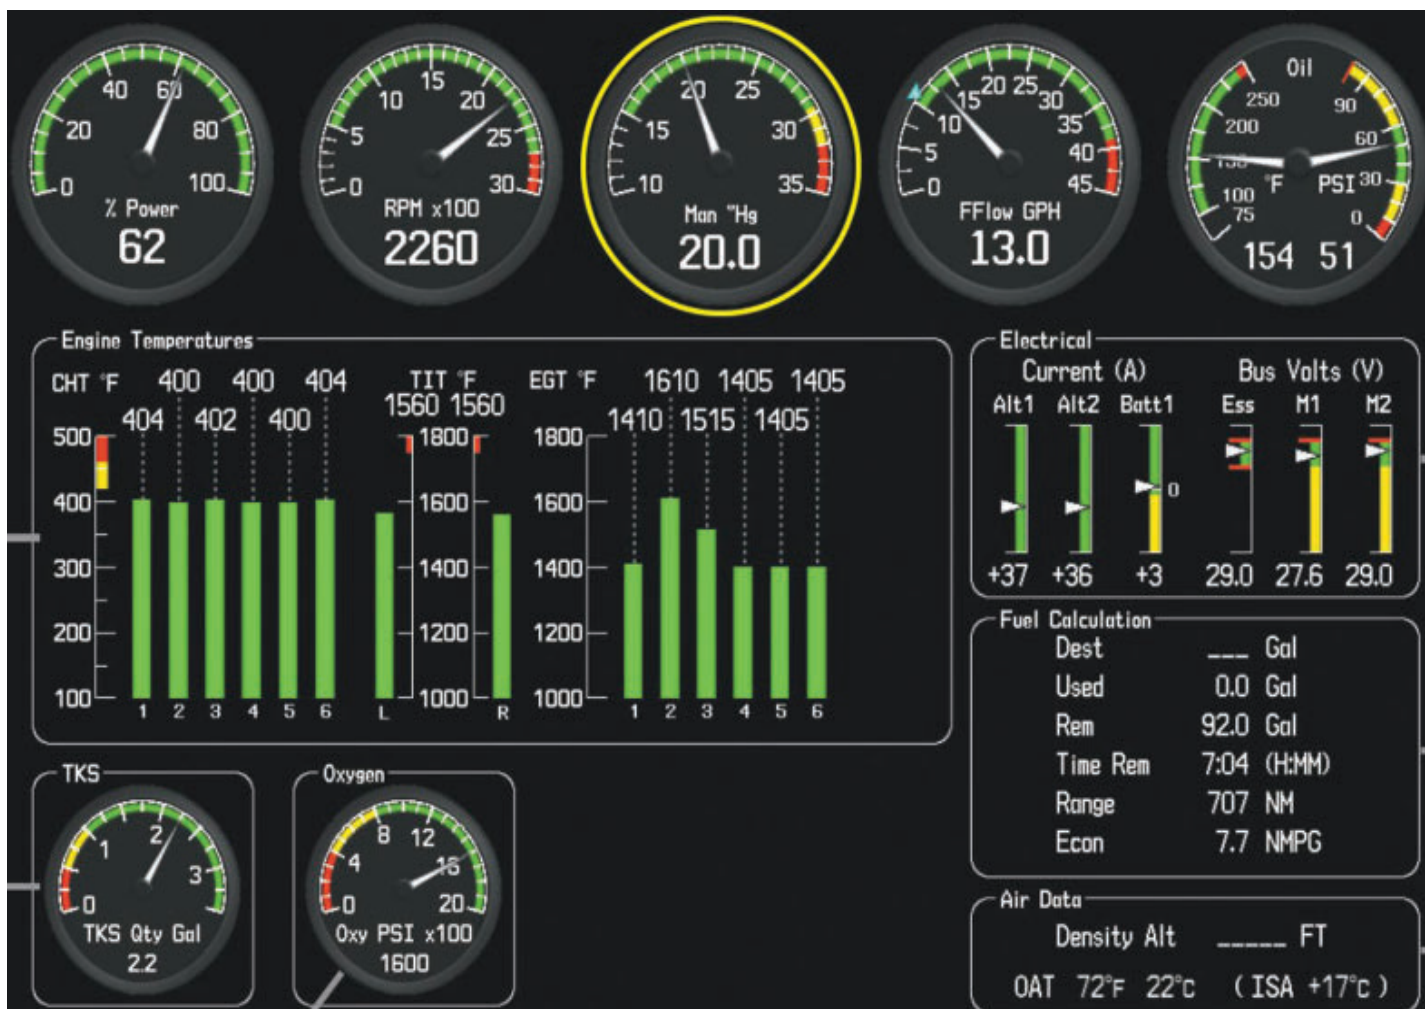 0 20 40 60 80 100
% Power
62
0 5 10 15 20 25 30
RPM x100
2260
10 15 20 25 30 35
Man "Hg
20.0
0 5 10 15 20 25 30 35 40 45
FFlow GPH
13.0
Oil
75 100 150 200 250
°F
90 60 30 0
PSI
154 51
Engine Temperatures
CHT °F 400 400 404
404 402 400
500
400
300
200
100
1 2 3 4 5 6
TIT °F
1560 1560
1800
1600
1400
1200
1000
L R
EGT °F 1610 1405 1405
1410 1515 1405
1800
1600
1400
1200
1000
1 2 3 4 5 6
Electrical
Current (A) Bus Volts (V)
Alt1 Alt2 Batt1 Ess M1 M2
0
+37 +36 +3 29.0 27.6 29.0
Fuel Calculation
Dest ___ Gal
Used 0.0 Gal
Rem 92.0 Gal
Time Rem 7:04 (H:MM)
Range 707 NM
Econ 7.7 NMPG
TKS
0 1 2 3
TKS Qty Gal
2.2
Oxygen
0 4 8 12 16 20
Oxy PSI x100
1600
Air Data
Density Alt _____ FT
OAT 72°F 22°C (ISA +17°C)